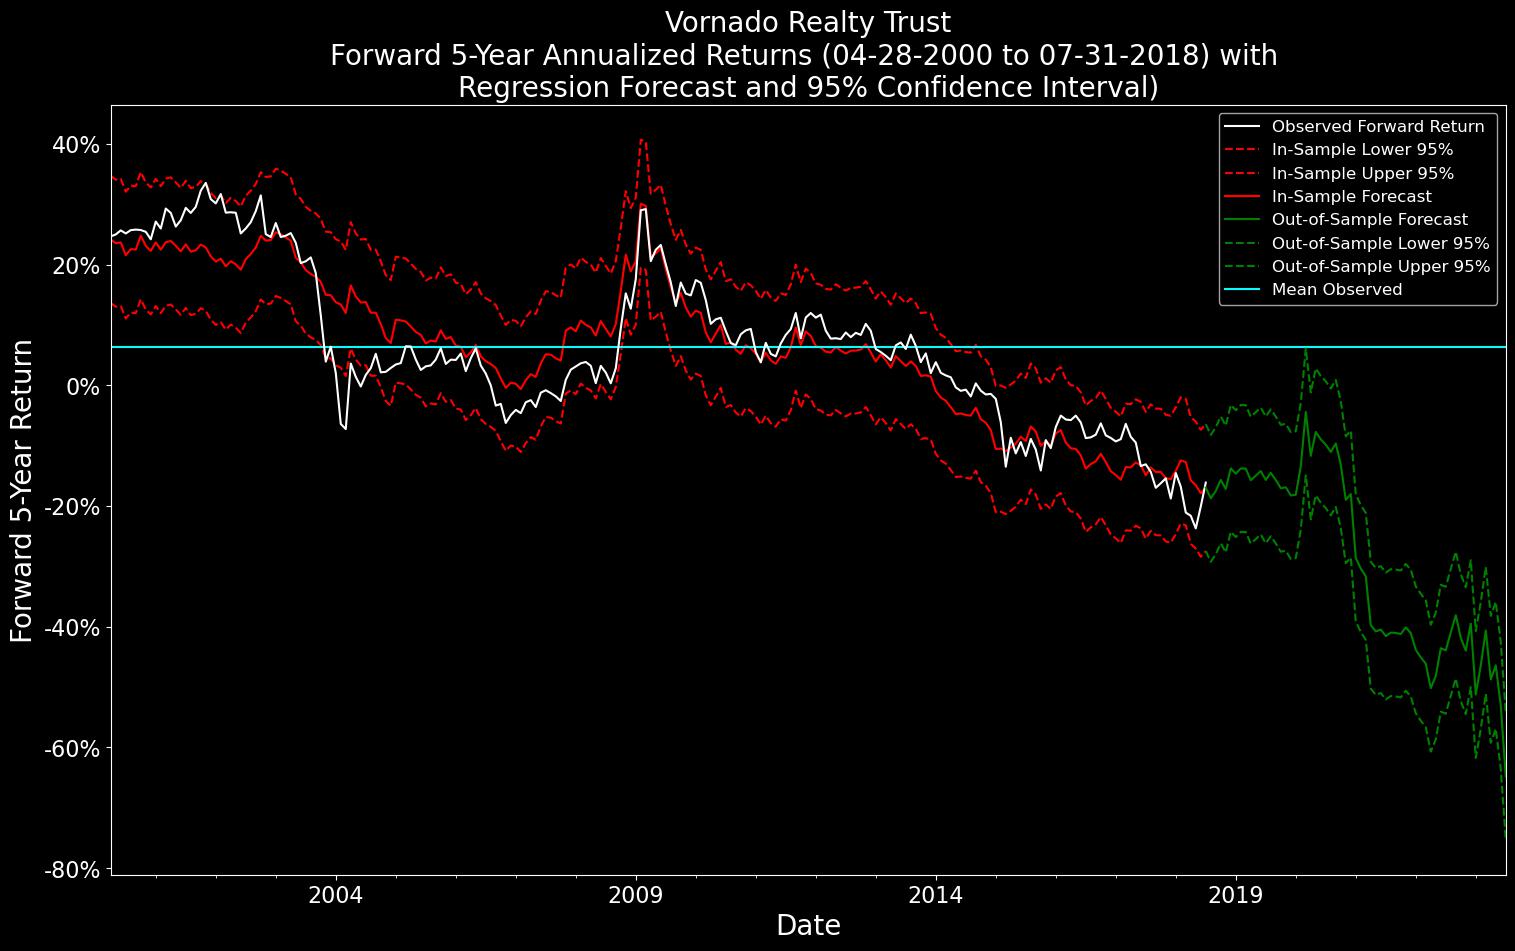 Vornado Realty Trust
Forward 5-Year Annualized Returns (04-28-2000 to 07-31-2018) with
Regression Forecast and 95% Confidence Interval)
Observed Forward Return
In-Sample Lower 95%
In-Sample Upper 95%
In-Sample Forecast
Out-of-Sample Forecast
Out-of-Sample Lower 95%
Out-of-Sample Upper 95%
Mean Observed
Forward 5-Year Return
40%
20%
0%
-20%
-40%
-60%
-80%
2004 2009 2014 2019
Date